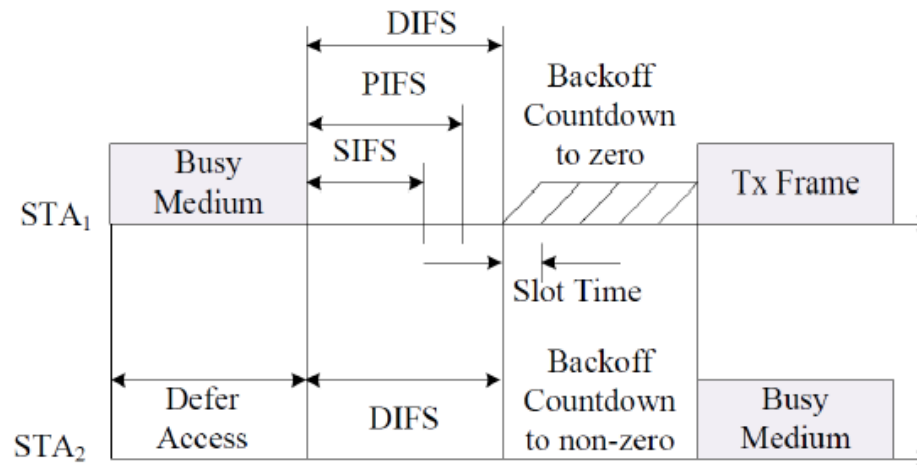 DIFS
PIFS
SIFS
Backoff
Countdown
to zero
Busy
Medium
Tx Frame
STA₁
Slot Time
Defer
Access
DIFS
Backoff
Countdown
to non-zero
Busy
Medium
STA₂